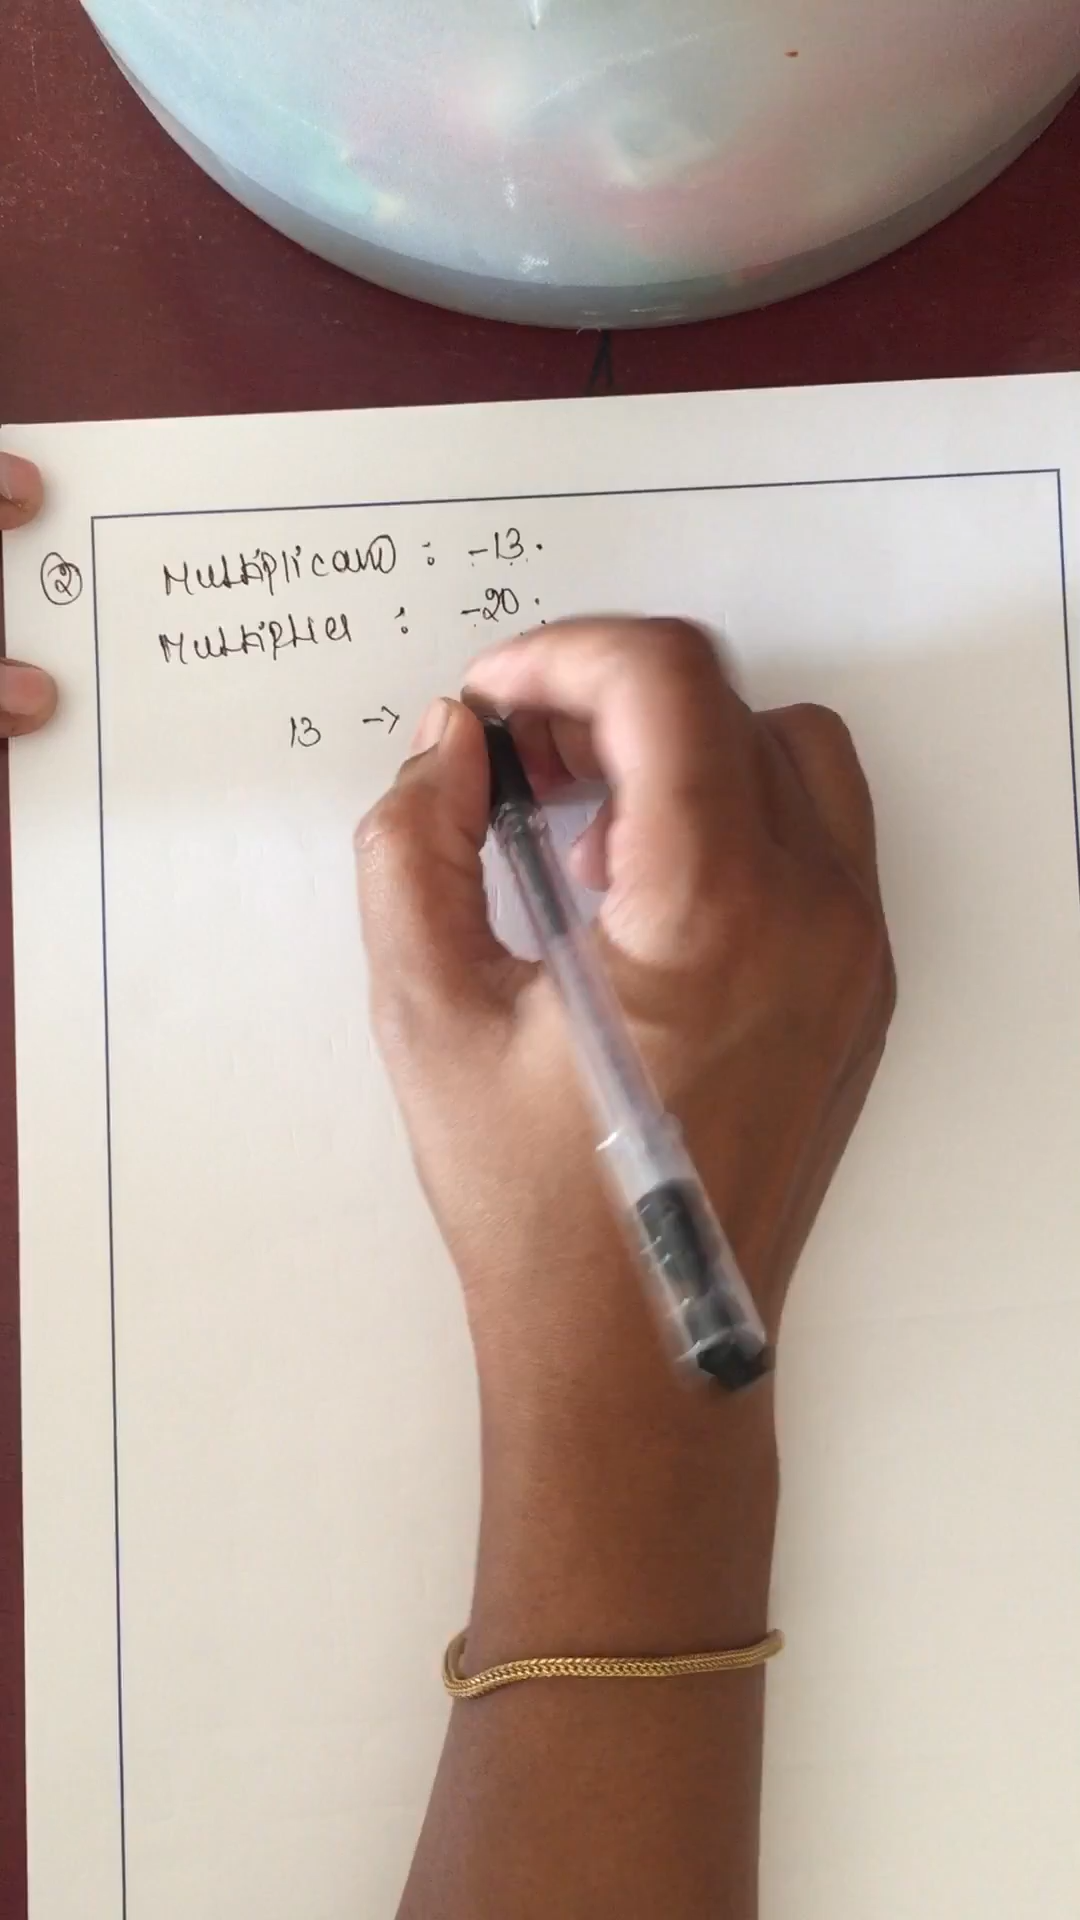 ② Multiplicand : -13.
Multiplier : -20.
13 ->